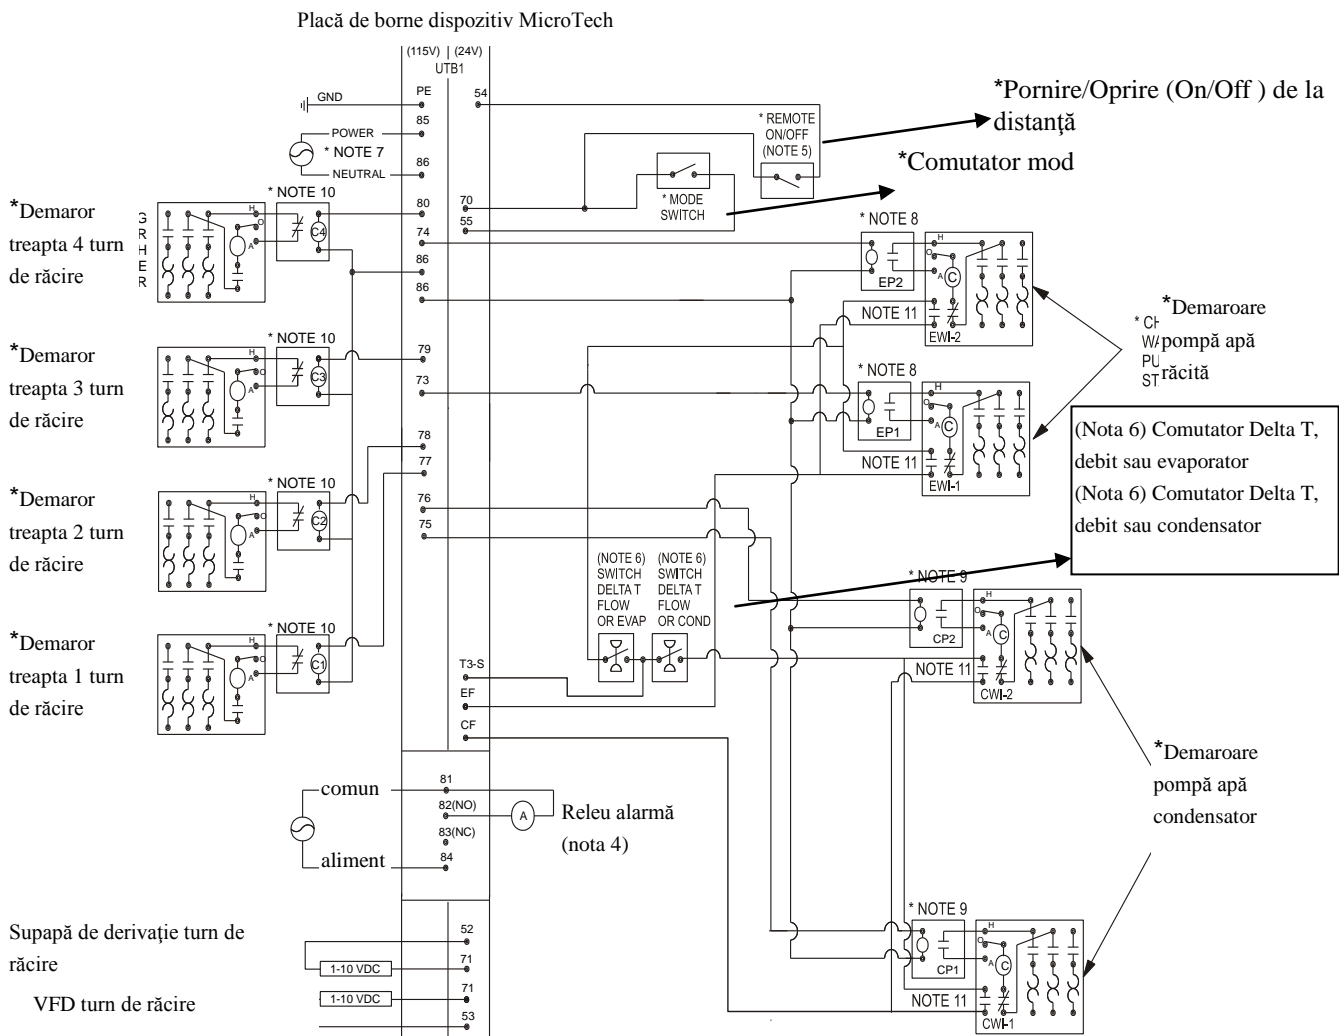 Placă de borne dispozitiv MicroTech
(115V) | (24V)
UTB1
GND
PE
54
85
POWER
* NOTE 7
86
NEUTRAL
* REMOTE
ON/OFF
(NOTE 5)
*Pornire/Oprire (On/Off ) de la
distanță
*Comutator mod
* MODE
SWITCH
*Demaror
treapta 4 turn
de răcire
* NOTE 10
H
O
A
C4
80
70
55
74
86
86
* NOTE 8
H
O
A
C
EP2
NOTE 11
EWI-2
*Demaroare
pompă apă
răcită
*Demaror
treapta 3 turn
de răcire
* NOTE 10
H
O
A
C3
79
73
* NOTE 8
H
O
A
C
EP1
NOTE 11
EWI-1
(Nota 6) Comutator Delta T,
debit sau evaporator
(Nota 6) Comutator Delta T,
debit sau condensator
78
77
*Demaror
treapta 2 turn
de răcire
* NOTE 10
H
O
A
C2
76
75
(NOTE 6)
SWITCH
DELTA T
FLOW
OR EVAP
(NOTE 6)
SWITCH
DELTA T
FLOW
OR COND
* NOTE 9
H
O
A
C
CP2
NOTE 11
CWI-2
*Demaror
treapta 1 turn
de răcire
* NOTE 10
H
O
A
C1
T3-S
EF
CF
*Demaroare
pompă apă
condensator
comun
81
82(NO)
A
83(NC)
84
aliment
Releu alarmă
(nota 4)
* NOTE 9
H
O
A
C
CP1
NOTE 11
CWI-1
Supapă de derivație turn de
răcire
52
1-10 VDC
71
VFD turn de răcire
1-10 VDC
71
53